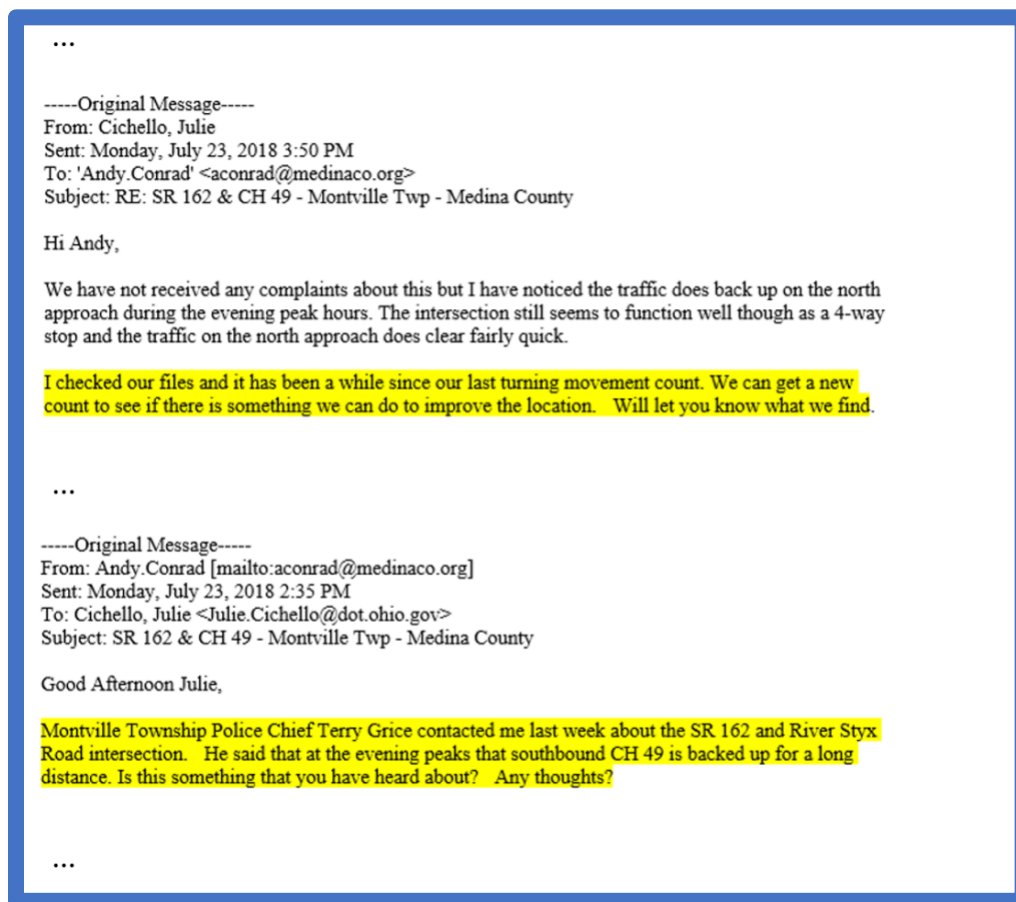 ...
-----Original Message-----
From: Cichello, Julie
Sent: Monday, July 23, 2018 3:50 PM
To: 'Andy.Conrad' <aconrad@medinaco.org>
Subject: RE: SR 162 & CH 49 - Montville Twp - Medina County
Hi Andy,
We have not received any complaints about this but I have noticed the traffic does back up on the north
approach during the evening peak hours. The intersection still seems to function well though as a 4-way
stop and the traffic on the north approach does clear fairly quick.
I checked our files and it has been a while since our last turning movement count. We can get a new
count to see if there is something we can do to improve the location.   Will let you know what we find.
...
-----Original Message-----
From: Andy.Conrad [mailto:aconrad@medinaco.org]
Sent: Monday, July 23, 2018 2:35 PM
To: Cichello, Julie <Julie.Cichello@dot.ohio.gov>
Subject: SR 162 & CH 49 - Montville Twp - Medina County
Good Afternoon Julie,
Montville Township Police Chief Terry Grice contacted me last week about the SR 162 and River Styx
Road intersection.   He said that at the evening peaks that southbound CH 49 is backed up for a long
distance. Is this something that you have heard about?   Any thoughts?
...